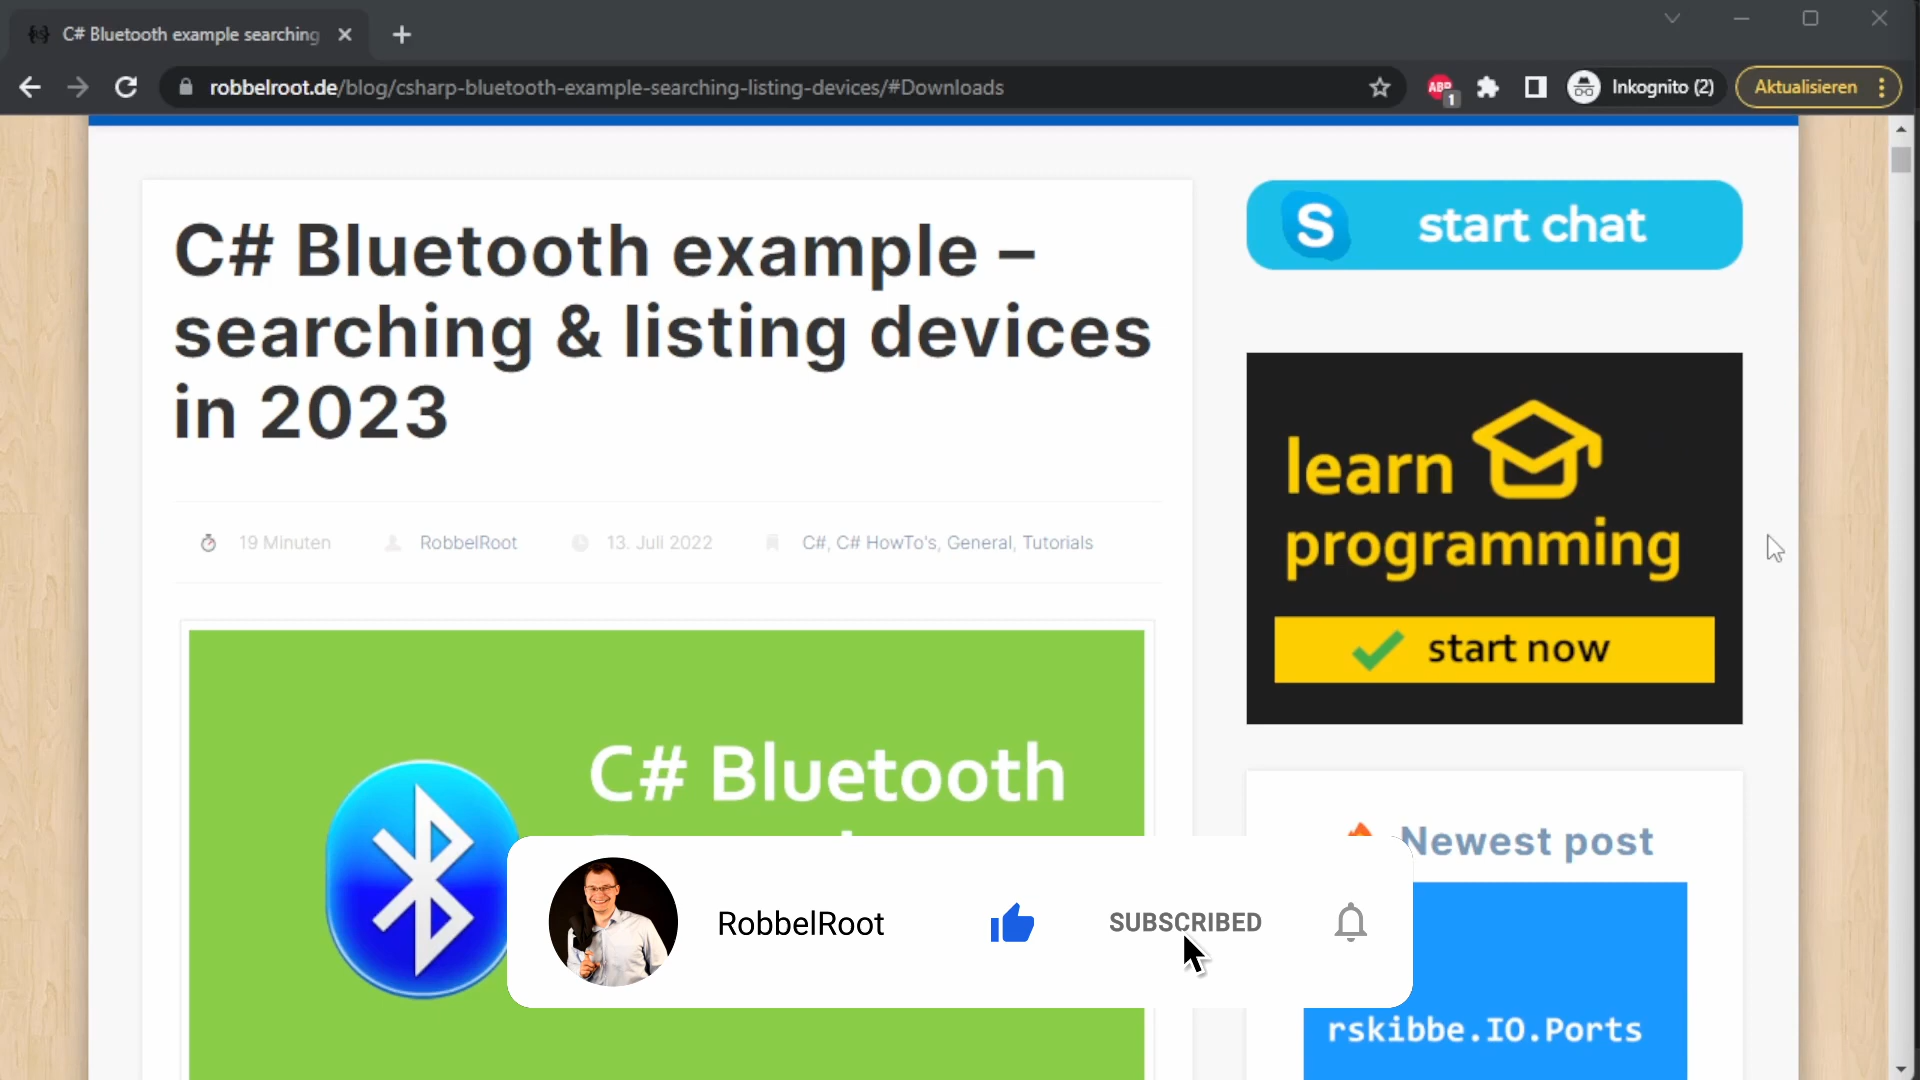 C# Bluetooth example searching
robbelroot.de/blog/csharp-bluetooth-example-searching-listing-devices/#Downloads
ABP
1
Inkognito (2)
Aktualisieren
C# Bluetooth example –
searching & listing devices
in 2023
19 Minuten
RobbelRoot
13. Juli 2022
C#, C# HowTo's, General, Tutorials
C# Bluetooth
S start chat
learn
programming
start now
Newest post
rskibbe.IO.Ports
RobbelRoot
SUBSCRIBED